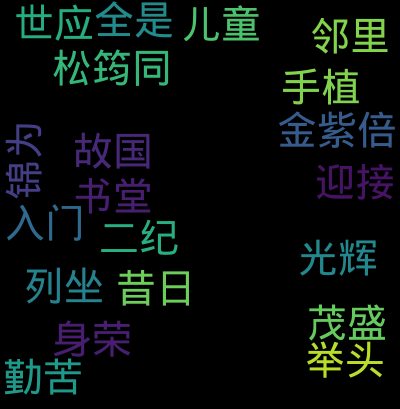 世应
全是
儿童
邻里
松筠同
手植
金紫倍
故国
锦为
书堂
迎接
入门
二纪
光辉
列坐
昔日
身荣
茂盛
举头
勤苦